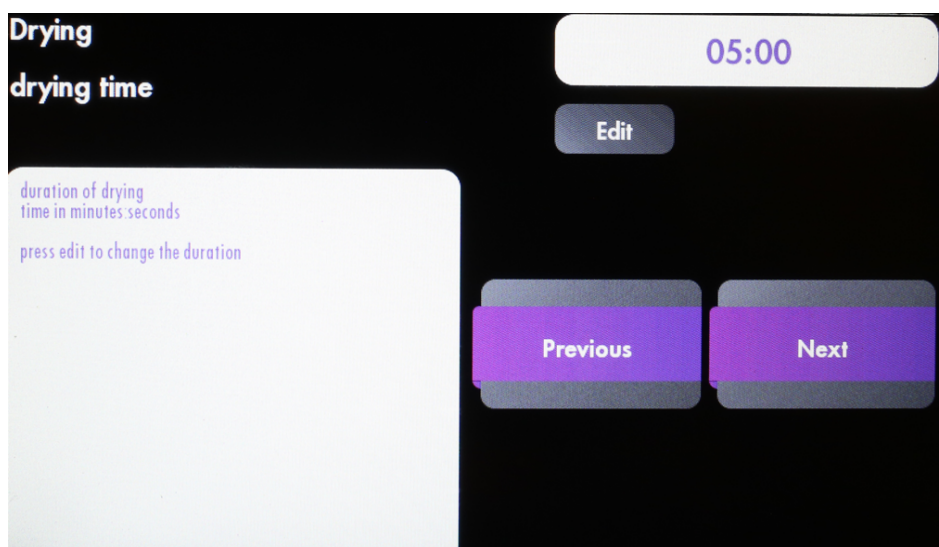 Drying
05:00
drying time
Edit
duration of drying
time in minutes:seconds
press edit to change the duration
Previous
Next